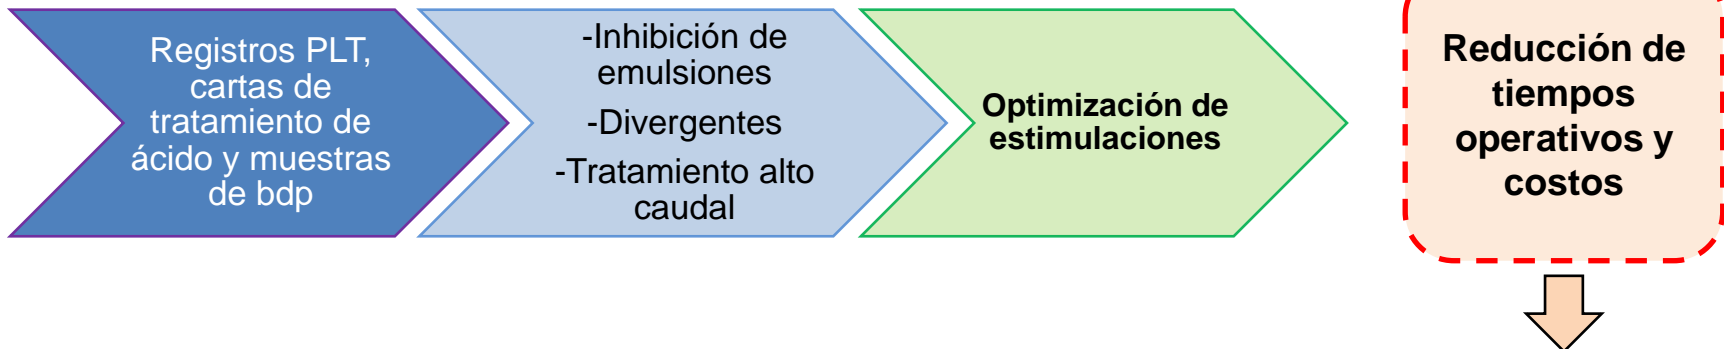 Registros PLT,
cartas de
tratamiento de
ácido y muestras
de bdp
-Inhibición de
emulsiones
-Divergentes
-Tratamiento alto
caudal
Optimización de
estimulaciones
Reducción de
tiempos
operativos y
costos